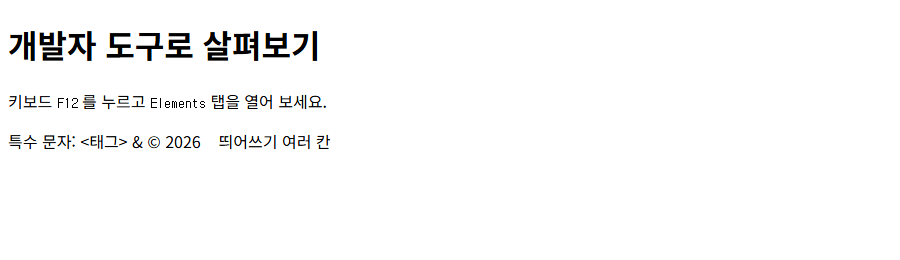 개발자 도구로 살펴보기
키보드 F12 를 누르고 Elements 탭을 열어 보세요.
특수 문자: <태그> & © 2026    띄어쓰기 여러 칸